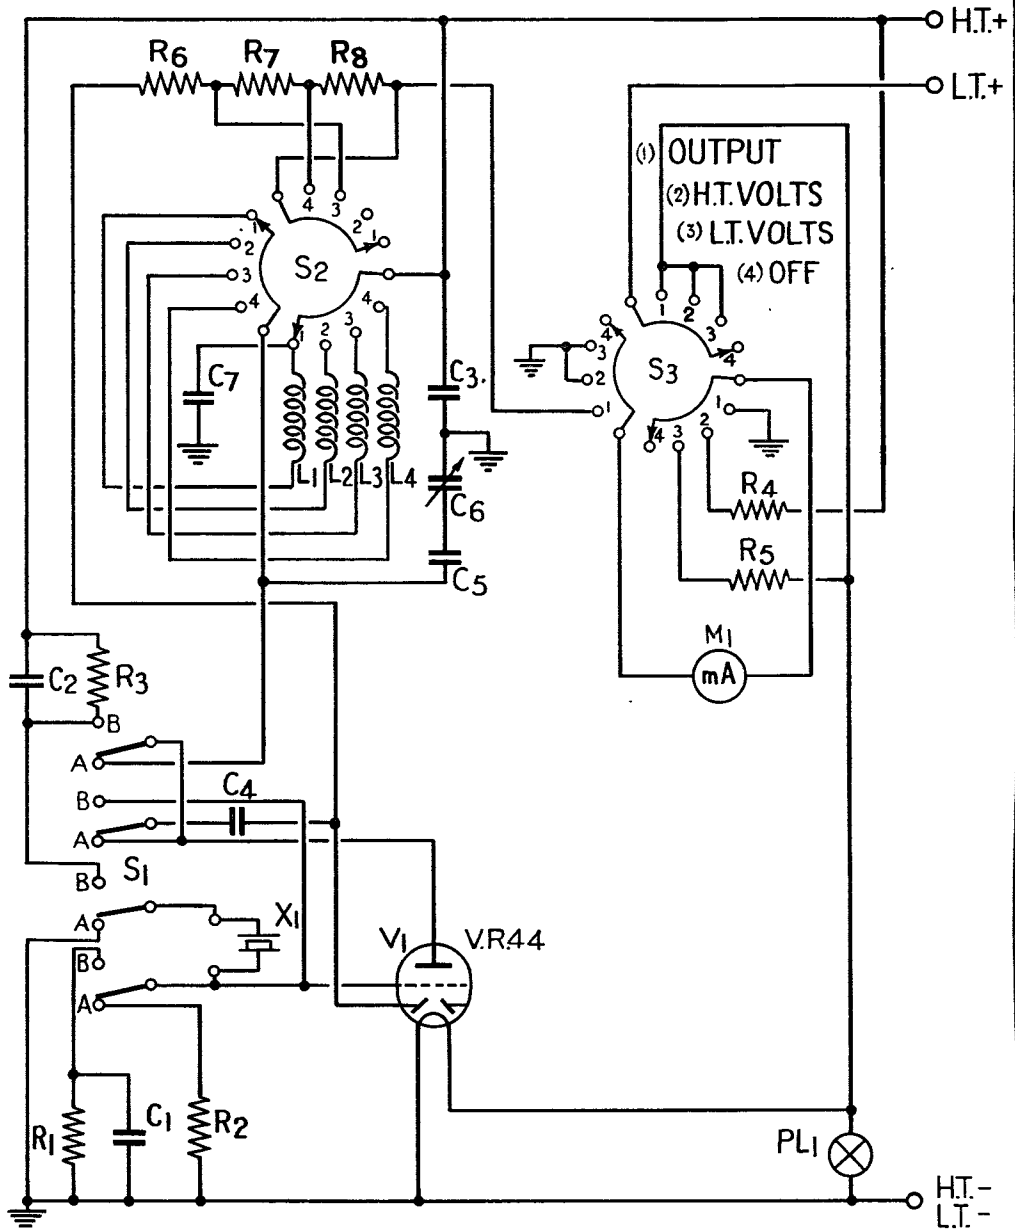 H.T.+
R6 R7 R8
L.T.+
(1) OUTPUT
(2) H.T. VOLTS
(3) L.T. VOLTS
(4) OFF
4 3 2 1
1 2 3 4
S2
1 2 3 4
1 2 3 4
4 3 2 1
S3
4 3 2 1
C7
C3.
L1 L2 L3 L4
C6
C5
R4
R5
M1
mA
C2 R3
B
A
C4
B
A
S1
B
A
X1
B
V1 V.R.44
A
R1 C1 R2
PL1
H.T.-
L.T.-